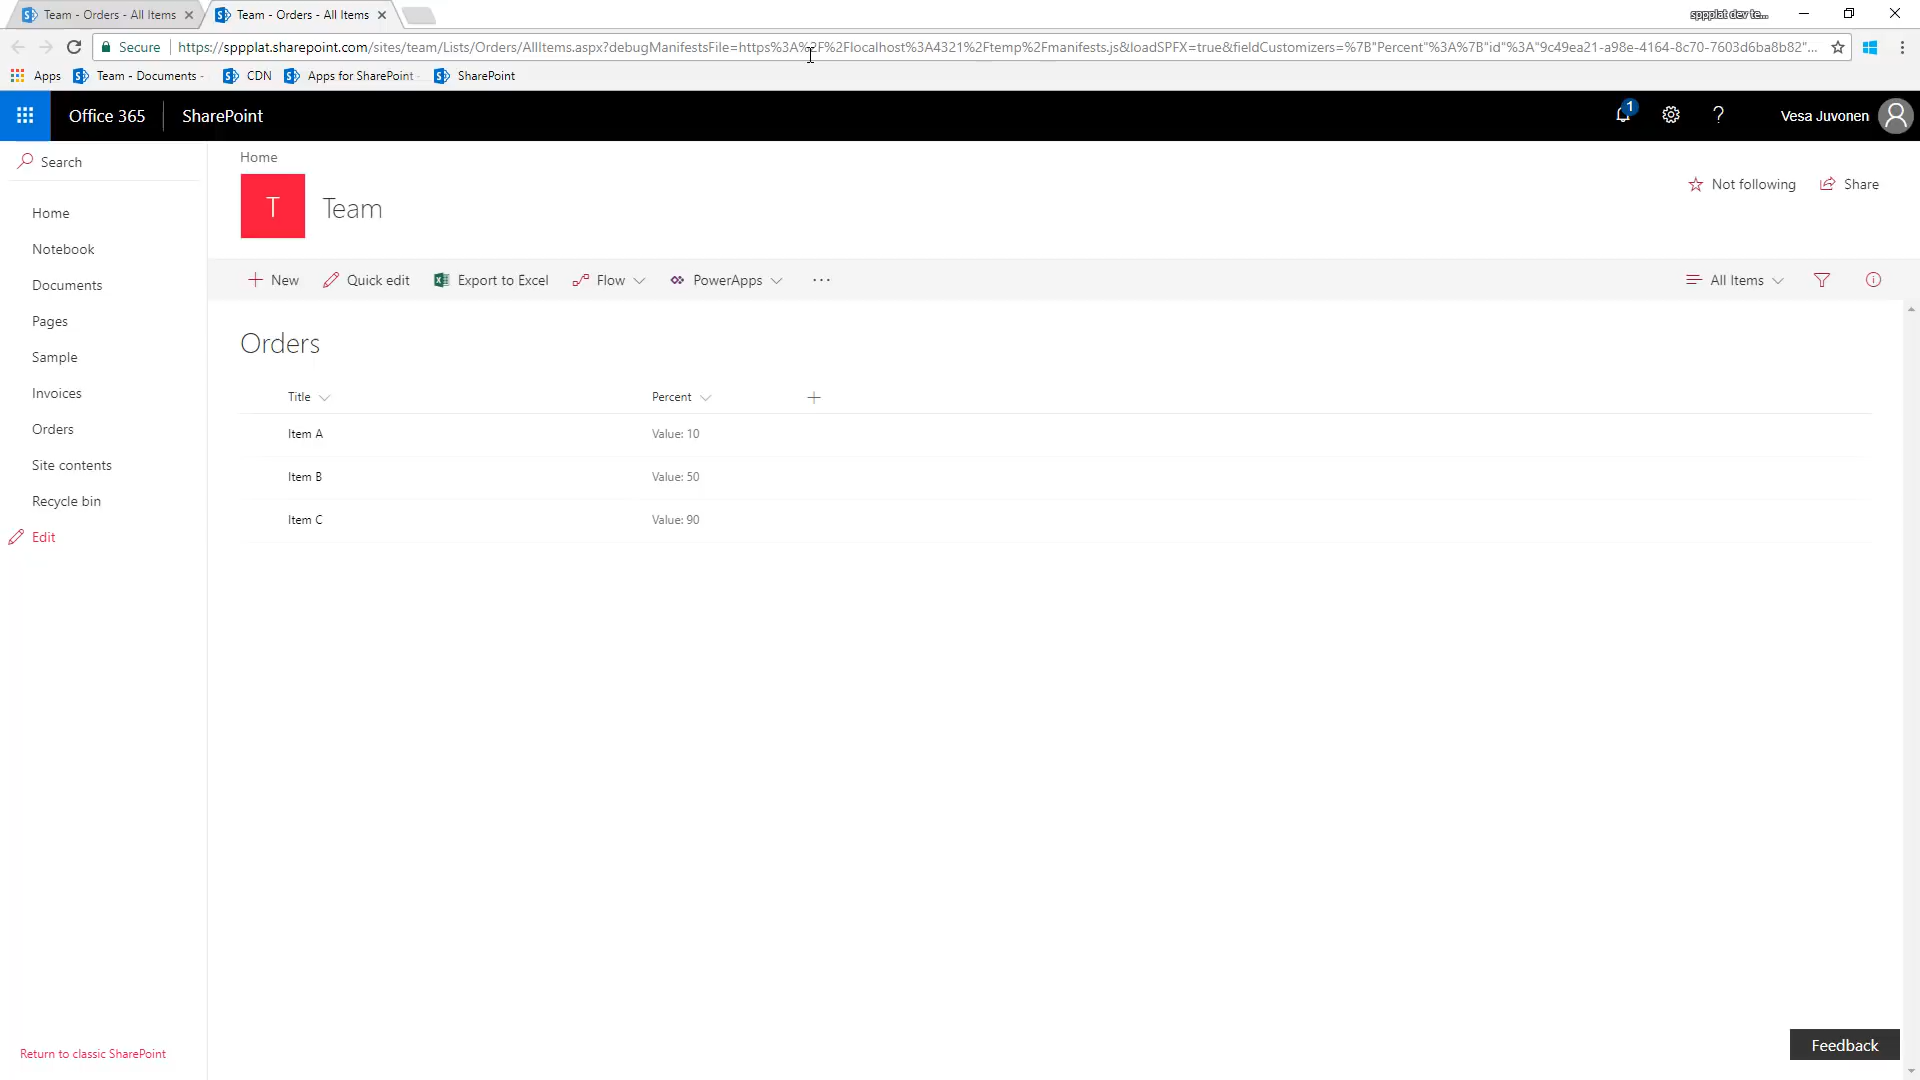 Team - Orders - All Items
Team - Orders - All Items
sppplat dev te...
Secure
https://sppplat.sharepoint.com/sites/team/Lists/Orders/AllItems.aspx?debugManifestsFile=https%3A%2F%2Flocalhost%3A4321%2Ftemp%2Fmanifests.js&loadSPFX=true&fieldCustomizers=%7B"Percent"%3A%7B"id"%3A"9c49ea21-a98e-4164-8c70-7603d6ba8b82"...
Apps
Team - Documents -
CDN
Apps for SharePoint
SharePoint
Office 365
SharePoint
1
?
Vesa Juvonen
Search
Home
Notebook
Documents
Pages
Sample
Invoices
Orders
Site contents
Recycle bin
Edit
Return to classic SharePoint
Home
T
Team
Not following
Share
New
Quick edit
Export to Excel
Flow
PowerApps
...
All Items
Orders
Title
Percent
Item A
Value: 10
Item B
Value: 50
Item C
Value: 90
Feedback